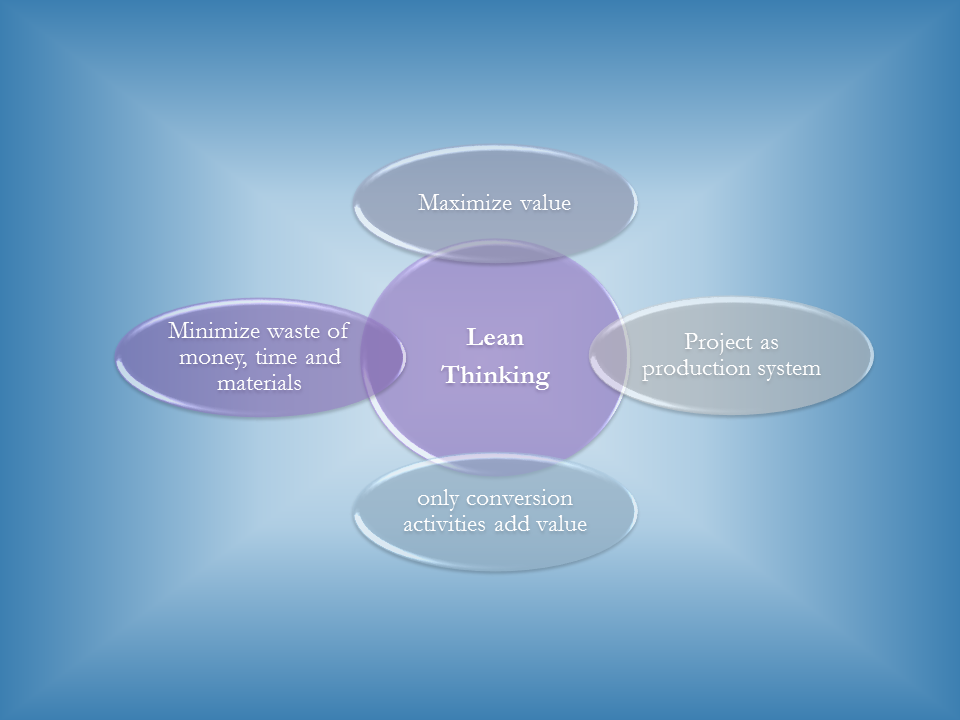 Maximize value
Lean
Thinking
Minimize waste of
money, time and
materials
Project as
production system
only conversion
activities add value